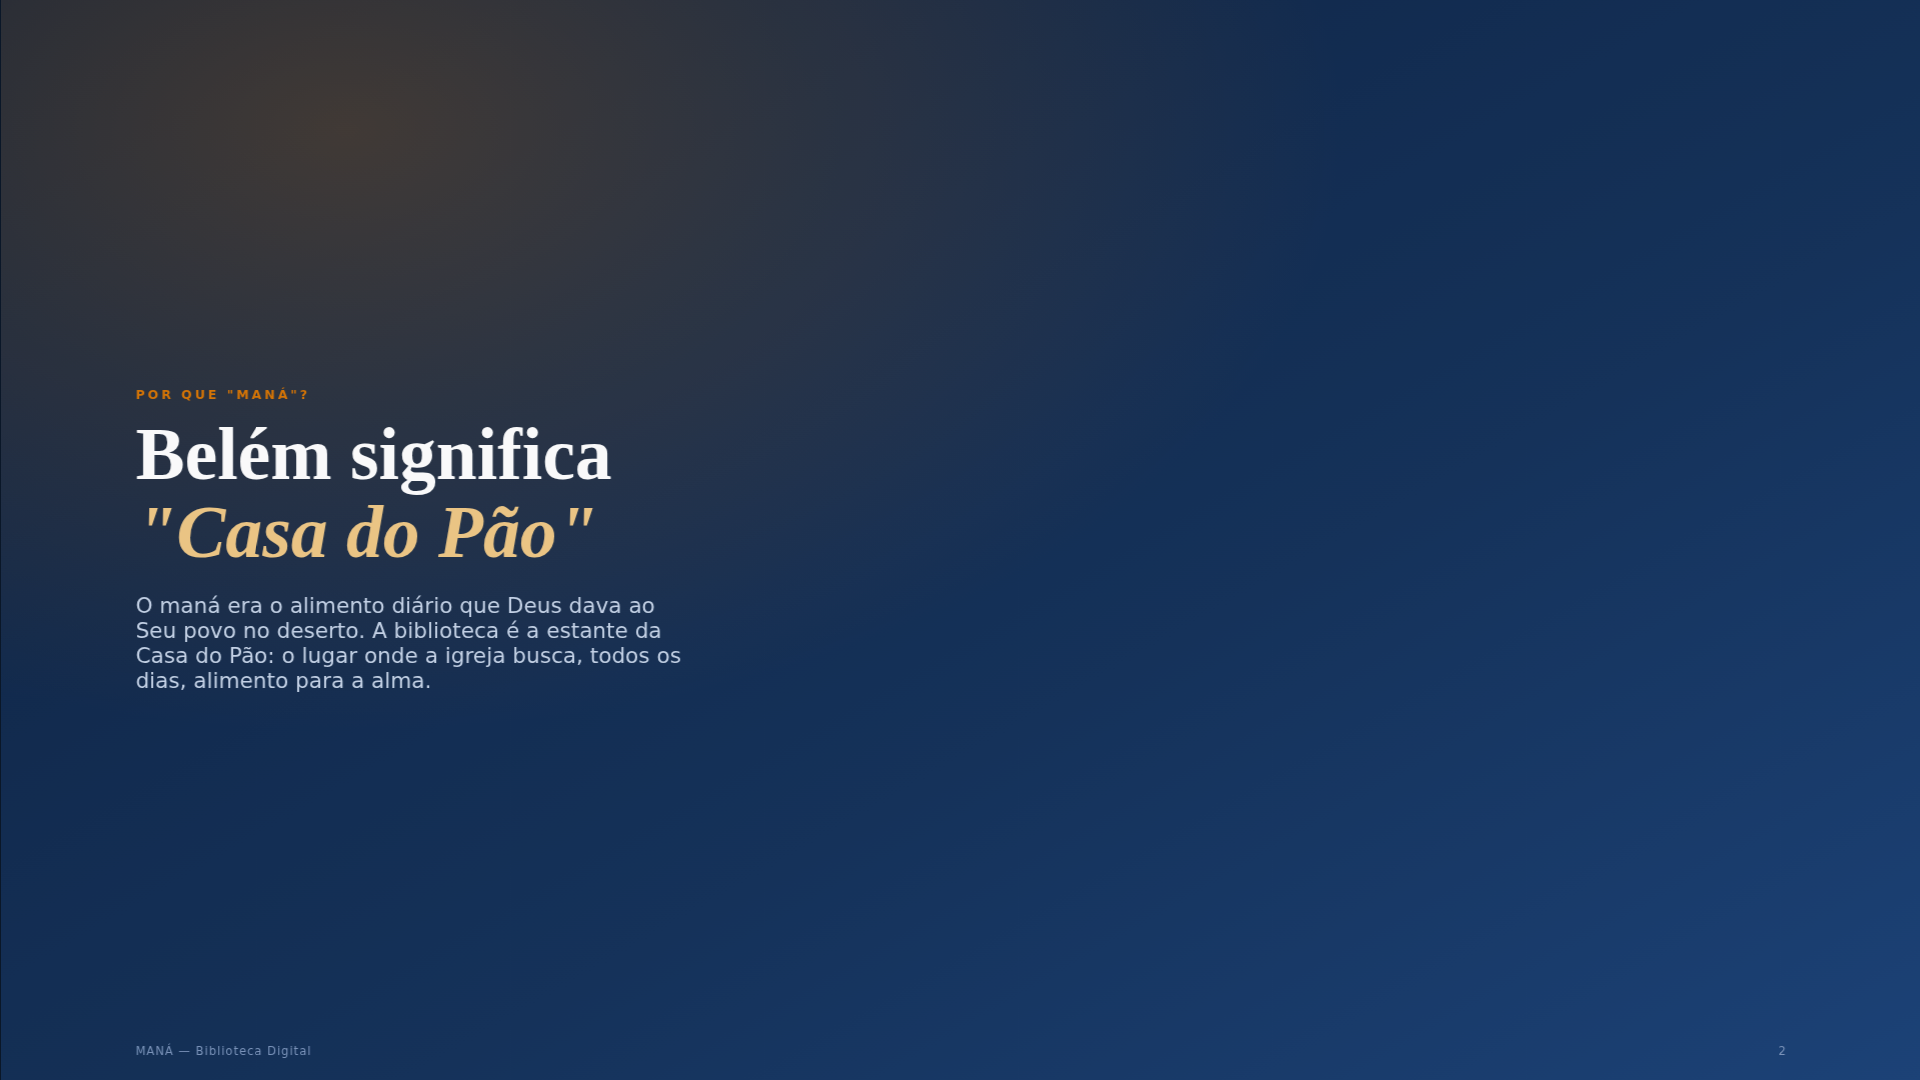 POR QUE "MANÁ"?
Belém significa
"Casa do Pão"
O maná era o alimento diário que Deus dava ao
Seu povo no deserto. A biblioteca é a estante da
Casa do Pão: o lugar onde a igreja busca, todos os
dias, alimento para a alma.
MANÁ — Biblioteca Digital
2